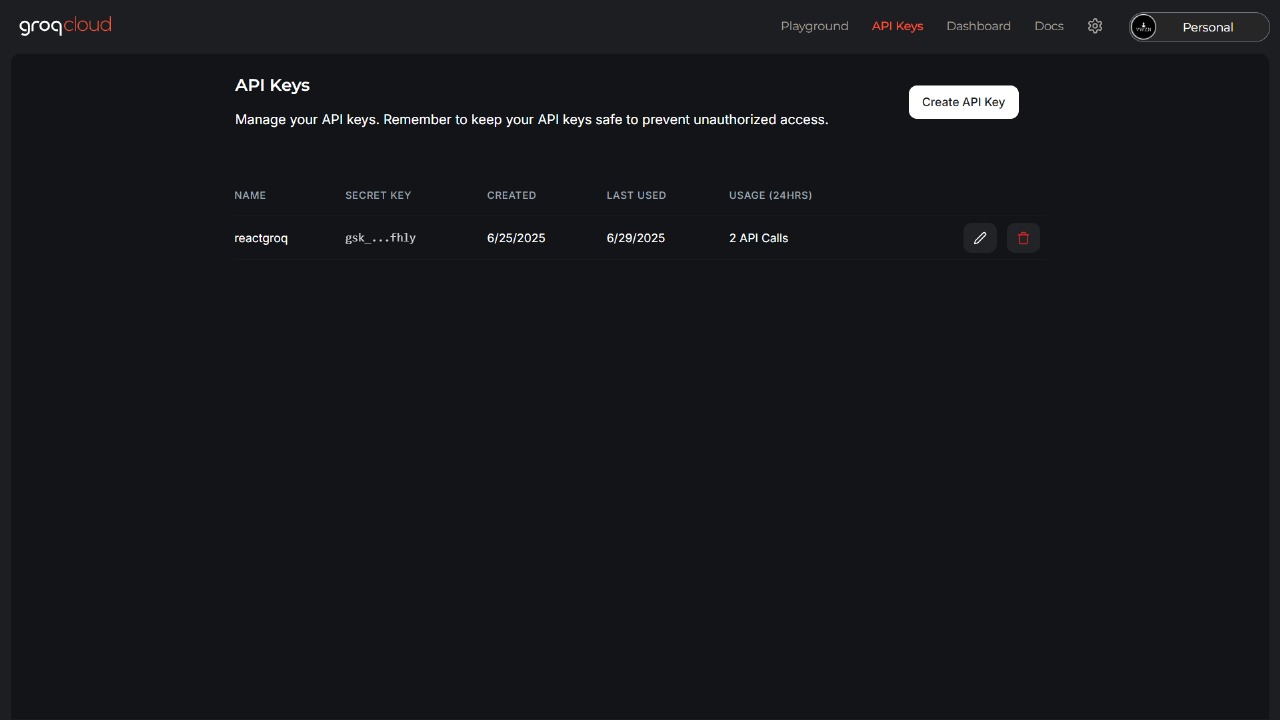 groqcloud
Playground API Keys Dashboard Docs Personal
API Keys
Create API Key
Manage your API keys. Remember to keep your API keys safe to prevent unauthorized access.
NAME SECRET KEY CREATED LAST USED USAGE (24HRS)
reactgroq gsk_...fhly 6/25/2025 6/29/2025 2 API Calls